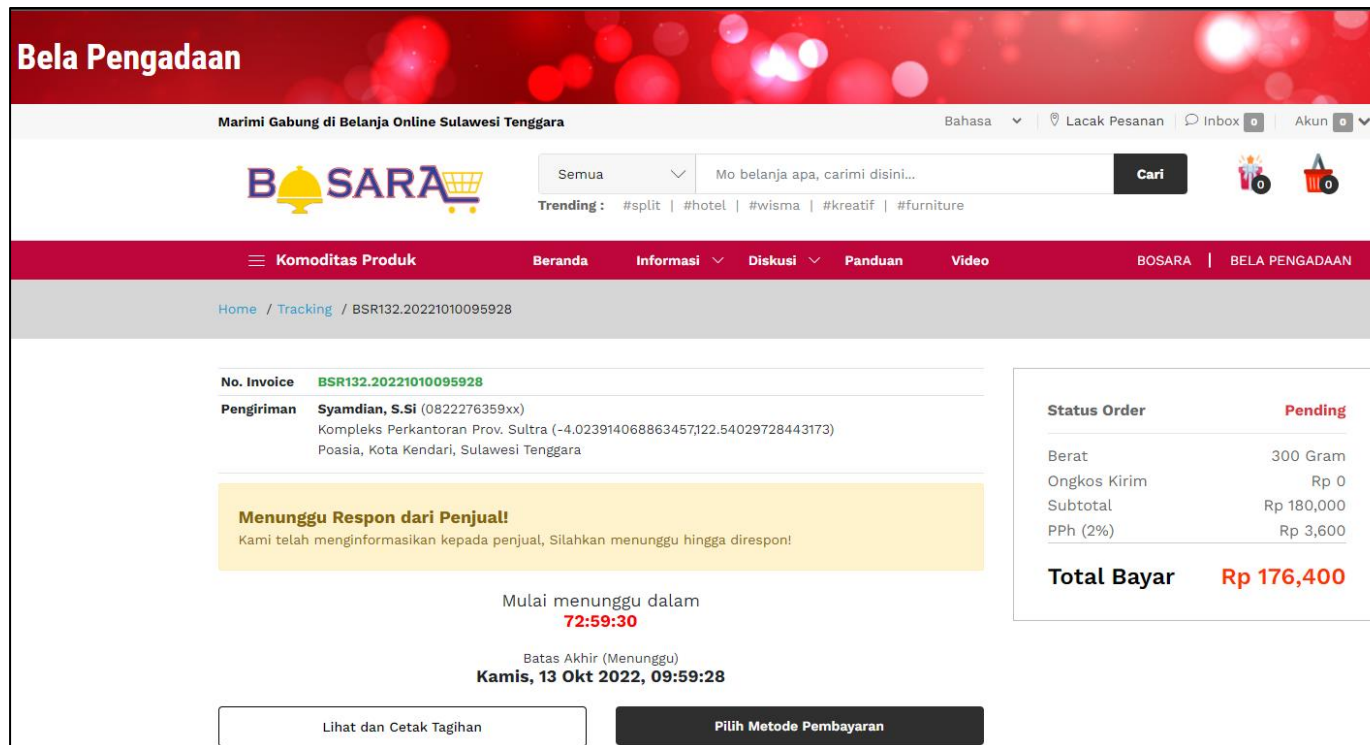 Bela Pengadaan
Marimi Gabung di Belanja Online Sulawesi Tenggara
Bahasa Lacak Pesanan Inbox 0 Akun 0
BOSARA
Semua Mo belanja apa, carimi disini... Cari 0 0
Trending : #split | #hotel | #wisma | #kreatif | #furniture
Komoditas Produk Beranda Informasi Diskusi Panduan Video BOSARA | BELA PENGADAAN
Home / Tracking / BSR132.20221010095928
No. Invoice BSR132.20221010095928
Pengiriman Syamdian, S.Si (0822276359xx)
Kompleks Perkantoran Prov. Sultra (-4.023914068863457,122.54029728443173)
Poasia, Kota Kendari, Sulawesi Tenggara
Menunggu Respon dari Penjual!
Kami telah menginformasikan kepada penjual, Silahkan menunggu hingga direspon!
Mulai menunggu dalam
72:59:30
Batas Akhir (Menunggu)
Kamis, 13 Okt 2022, 09:59:28
Lihat dan Cetak Tagihan Pilih Metode Pembayaran
Status Order Pending
Berat 300 Gram
Ongkos Kirim Rp 0
Subtotal Rp 180,000
PPh (2%) Rp 3,600
Total Bayar Rp 176,400